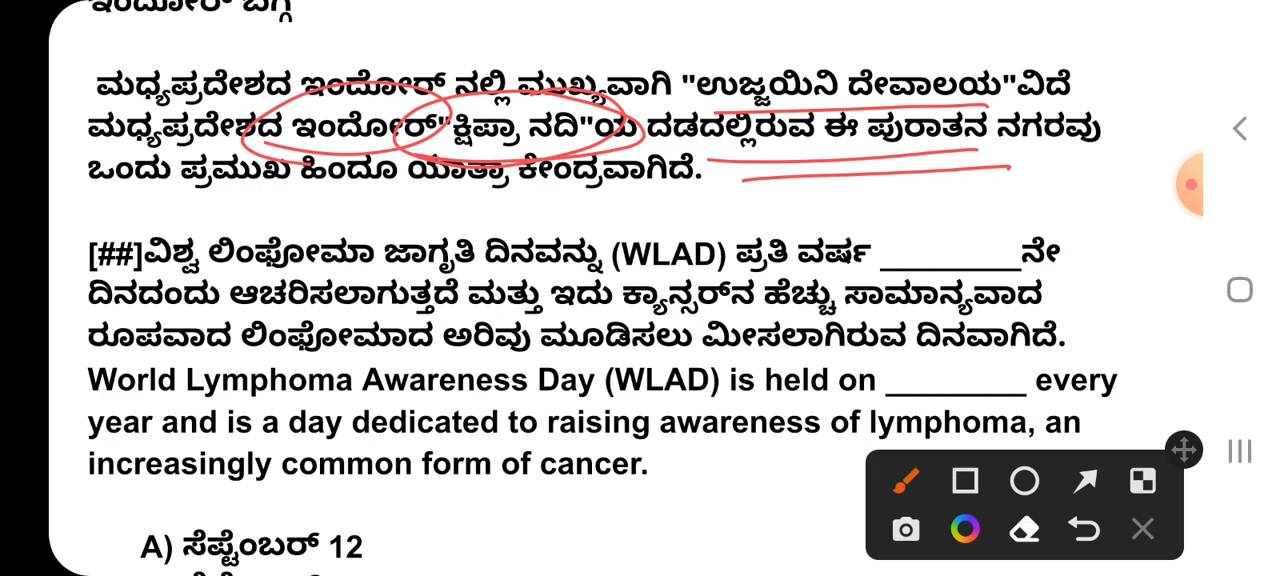 ಇಂದೋರ್ ಬಗ್ಗೆ
ಮಧ್ಯಪ್ರದೇಶದ ಇಂದೋರ್ ನಲ್ಲಿ ಮುಖ್ಯವಾಗಿ "ಉಜ್ಜಯಿನಿ ದೇವಾಲಯ"ವಿದೆ
ಮಧ್ಯಪ್ರದೇಶದ ಇಂದೋರ್"ಕ್ಷಿಪ್ರಾ ನದಿ"ಯ ದಡದಲ್ಲಿರುವ ಈ ಪುರಾತನ ನಗರವು
ಒಂದು ಪ್ರಮುಖ ಹಿಂದೂ ಯಾತ್ರಾ ಕೇಂದ್ರವಾಗಿದೆ.
[##]ವಿಶ್ವ ಲಿಂಫೋಮಾ ಜಾಗೃತಿ ದಿನವನ್ನು (WLAD) ಪ್ರತಿ ವರ್ಷ ________ನೇ
ದಿನದಂದು ಆಚರಿಸಲಾಗುತ್ತದೆ ಮತ್ತು ಇದು ಕ್ಯಾನ್ಸರ್‌ನ ಹೆಚ್ಚು ಸಾಮಾನ್ಯವಾದ
ರೂಪವಾದ ಲಿಂಫೋಮಾದ ಅರಿವು ಮೂಡಿಸಲು ಮೀಸಲಾಗಿರುವ ದಿನವಾಗಿದೆ.
World Lymphoma Awareness Day (WLAD) is held on ________ every
year and is a day dedicated to raising awareness of lymphoma, an
increasingly common form of cancer.
A) ಸೆಪ್ಟೆಂಬರ್ 12